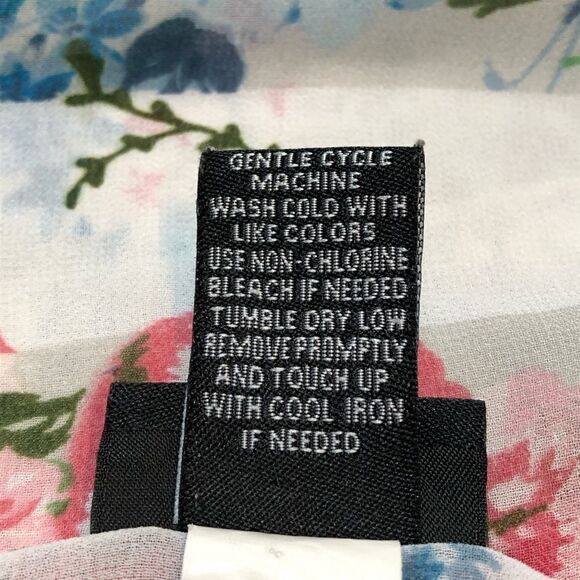 GENTLE CYCLE
MACHINE
WASH COLD WITH
LIKE COLORS
USE NON-CHLORINE
BLEACH IF NEEDED
TUMBLE DRY LOW
REMOVE PROMPTLY
AND TOUCH UP
WITH COOL IRON
IF NEEDED